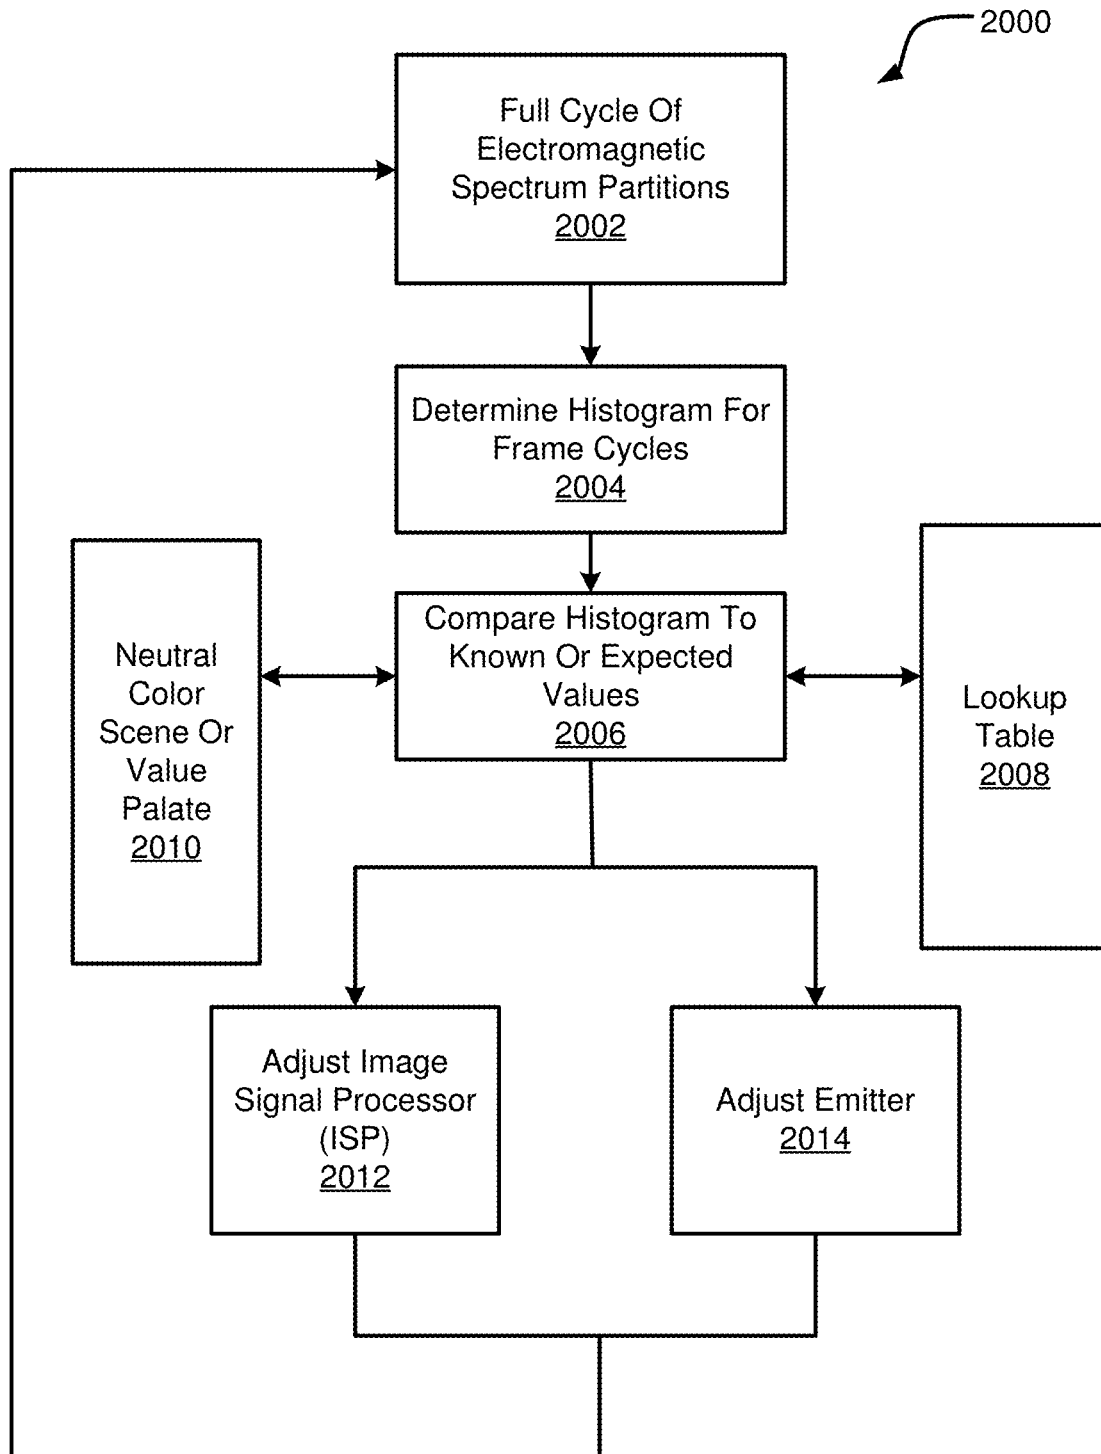 2000
Full Cycle Of
Electromagnetic
Spectrum Partitions
2002
Determine Histogram For
Frame Cycles
2004
Compare Histogram To
Known Or Expected
Values
2006
Neutral
Color
Scene Or
Value
Palate
2010
Lookup
Table
2008
Adjust Image
Signal Processor
(ISP)
2012
Adjust Emitter
2014